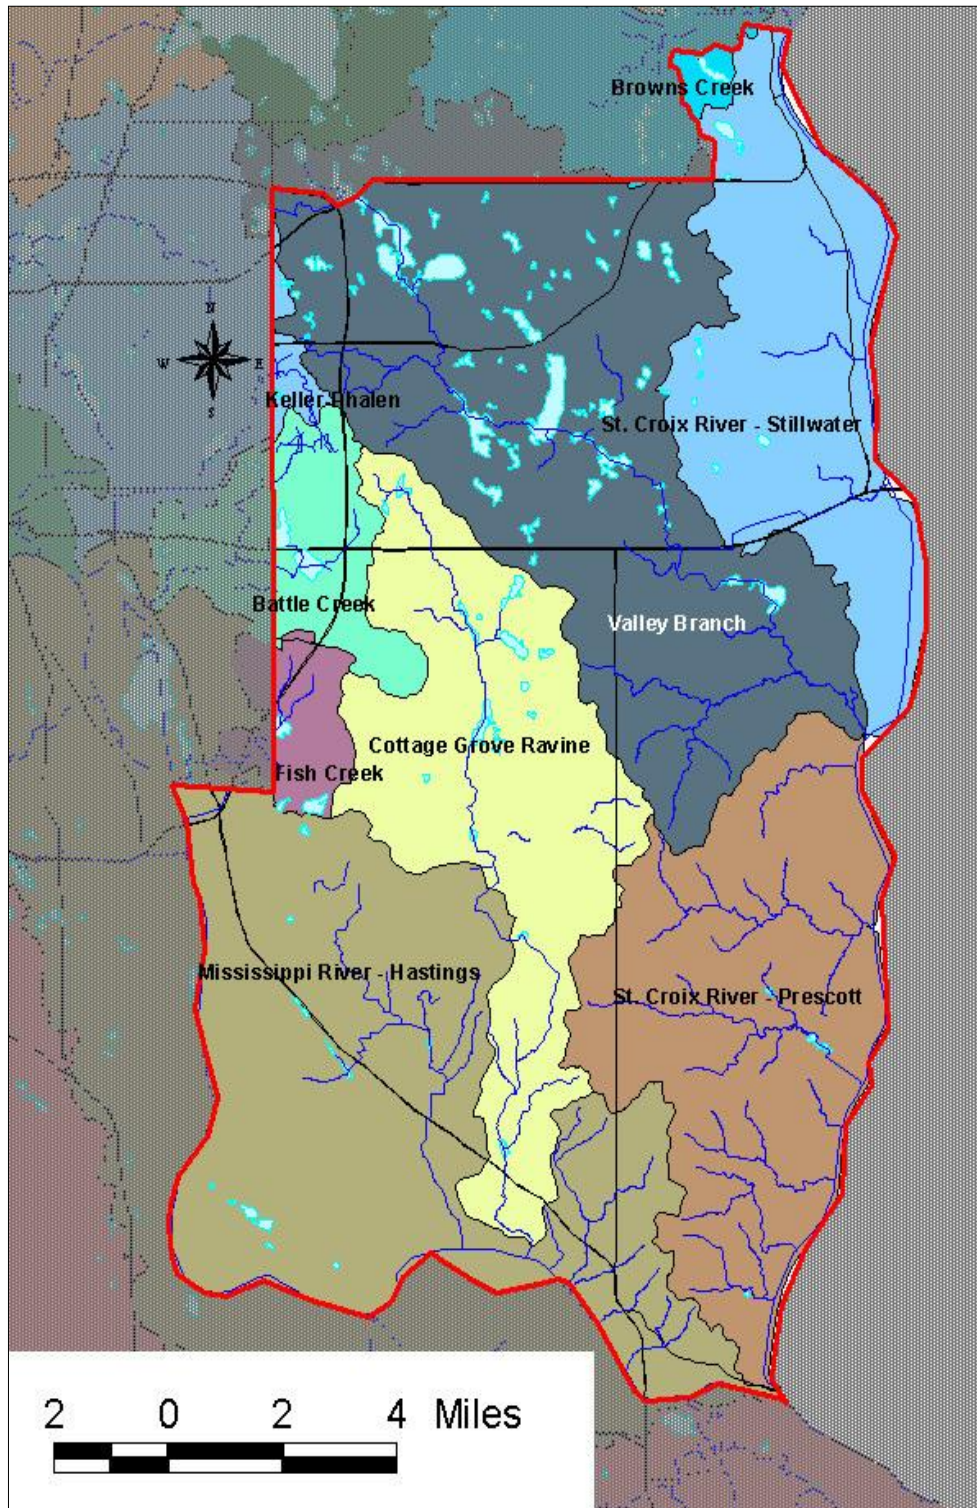 Browns Creek
N
W
E
S
Keller Phalen
St. Croix River - Stillwater
Battle Creek
Valley Branch
Cottage Grove Ravine
Fish Creek
Mississippi River - Hastings
St. Croix River - Prescott
2 0 2 4 Miles